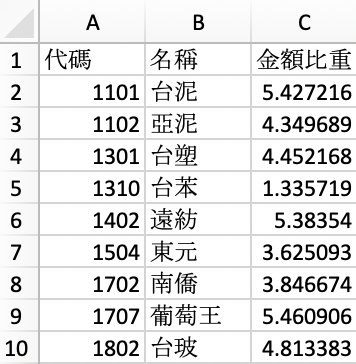 A B C
1 代碼 名稱 金額比重
2 1101 台泥 5.427216
3 1102 亞泥 4.349689
4 1301 台塑 4.452168
5 1310 台苯 1.335719
6 1402 遠紡 5.38354
7 1504 東元 3.625093
8 1702 南僑 3.846674
9 1707 葡萄王 5.460906
10 1802 台玻 4.813383